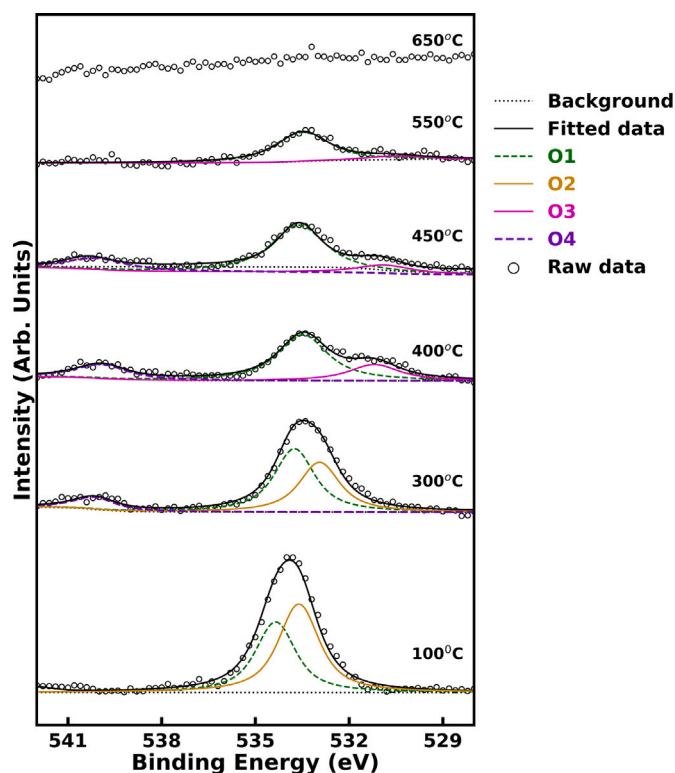 650°C
550°C
450°C
400°C
300°C
100⁰C
Background
Fitted data
O1
O2
O3
O4
Raw data
Intensity (Arb. Units)
541 538 535 532 529
Binding Energy (eV)